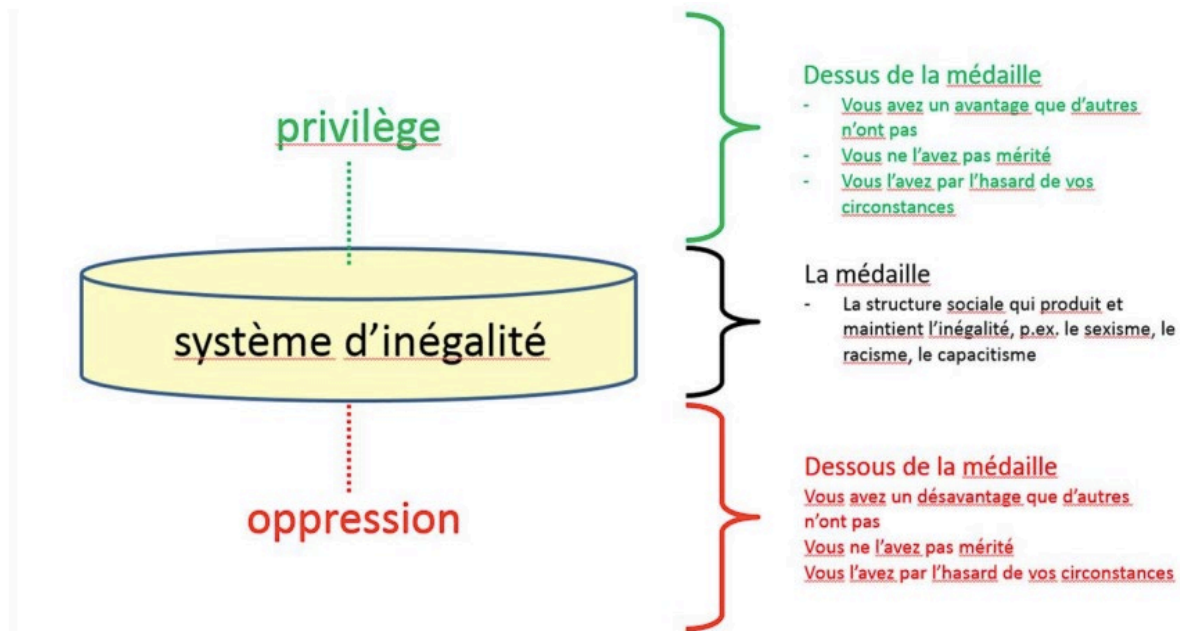 privilège
système d'inégalité
oppression
Dessus de la médaille
- Vous avez un avantage que d'autres
n'ont pas
- Vous ne l'avez pas mérité
- Vous l'avez par l'hasard de vos
circonstances
La médaille
- La structure sociale qui produit et
maintient l'inégalité, p.ex. le sexisme, le
racisme, le capacitisme
Dessous de la médaille
Vous avez un désavantage que d'autres
n'ont pas
Vous ne l'avez pas mérité
Vous l'avez par l'hasard de vos circonstances